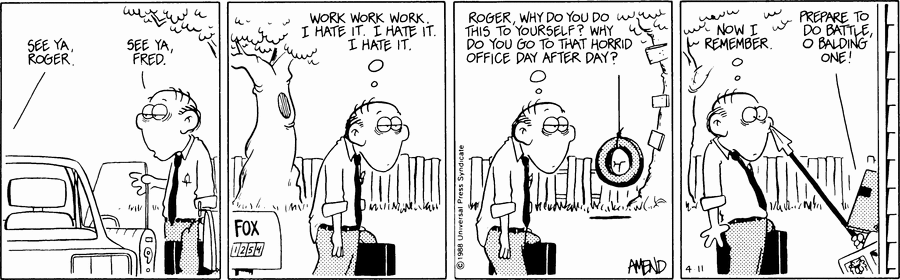 SEE YA,
ROGER.
SEE YA,
FRED.
WORK WORK WORK.
I HATE IT. I HATE IT.
I HATE IT.
FOX
1254
ROGER, WHY DO YOU DO
THIS TO YOURSELF? WHY
DO YOU GO TO THAT HORRID
OFFICE DAY AFTER DAY?
© 1988 Universal Press Syndicate
AMEND
NOW I
REMEMBER.
PREPARE TO
DO BATTLE,
O BALDING
ONE!
4 11